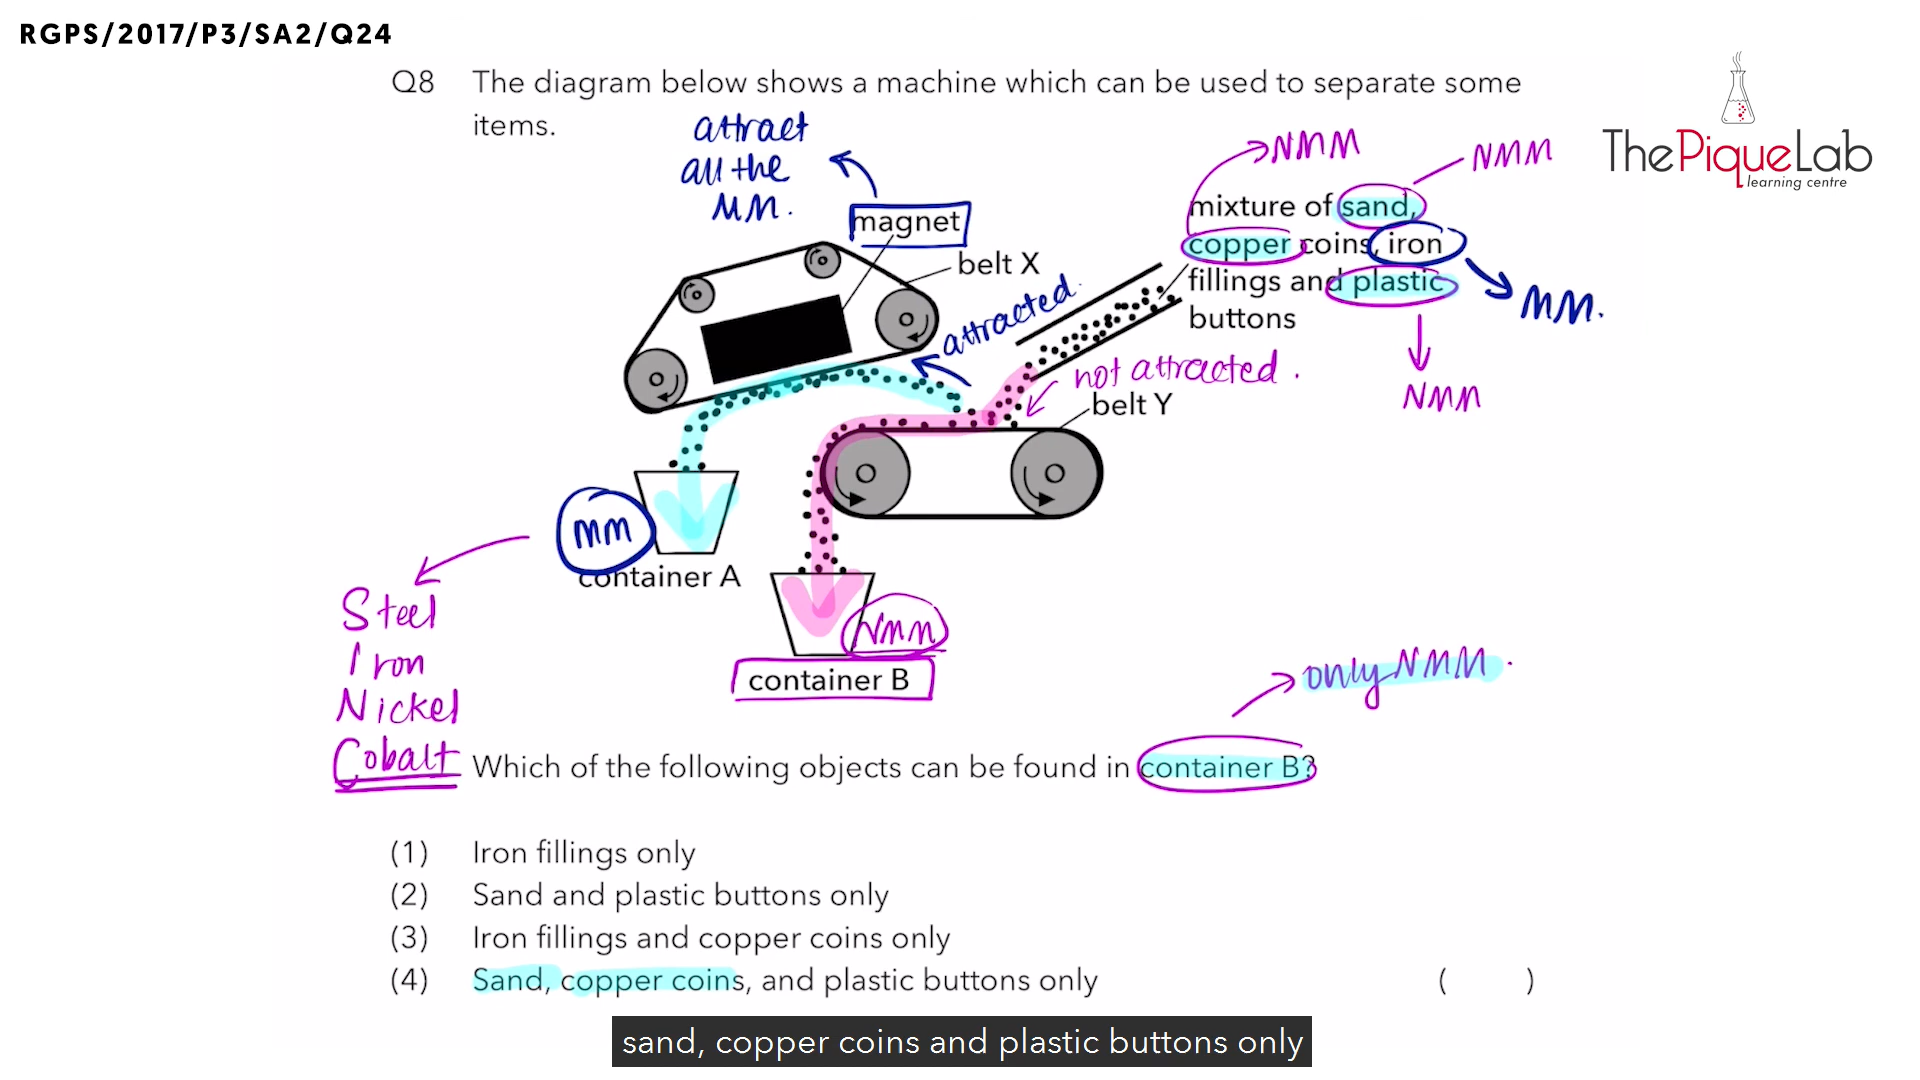 RGPS/2017/P3/SA2/Q24
ThePiqueLab
learning centre
Q8 The diagram below shows a machine which can be used to separate some
items.
attract
all the
MM.
NMM
NMM
magnet
belt X
mixture of sand,
copper coins, iron
fillings and plastic
buttons
MM.
attracted.
not attracted.
NMM
belt Y
MM
container A
Steel
Iron
Nickel
Cobalt
NMM
container B
only NMM.
Which of the following objects can be found in container B?
(1) Iron fillings only
(2) Sand and plastic buttons only
(3) Iron fillings and copper coins only
(4) Sand, copper coins, and plastic buttons only ( )
sand, copper coins and plastic buttons only